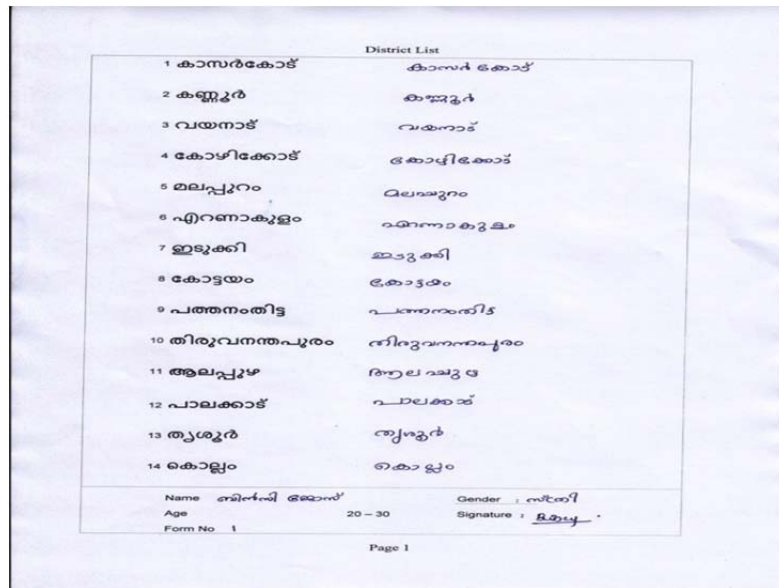 District List
1 കാസർകോട് കാസർ കോട്
2 കണ്ണൂർ കണ്ണൂർ
3 വയനാട് വയനാട്
4 കോഴിക്കോട് കോഴിക്കോട്
5 മലപ്പുറം മലപ്പുറം
6 എറണാകുളം എറണാകുളം
7 ഇടുക്കി ഇടുക്കി
8 കോട്ടയം കോട്ടയം
9 പത്തനംതിട്ട പത്തനംതിട്ട
10 തിരുവനന്തപുരം തിരുവനന്തപുരം
11 ആലപ്പുഴ ആലപ്പുഴ
12 പാലക്കാട് പാലക്കാട്
13 തൃശൂർ തൃശൂർ
14 കൊല്ലം കൊല്ലം
Name ബിൻസി ജോസ് Gender : സ്ത്രീ
Age 20 – 30 Signature :
Form No 1
Page 1